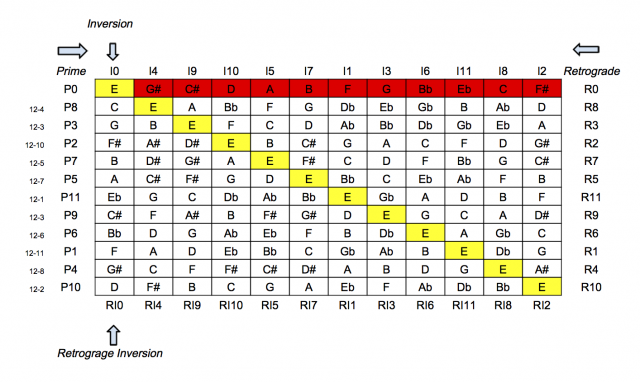 Inversion
I0 I4 I9 I10 I5 I7 I1 I3 I6 I11 I8 I2
Prime Retrograde
P0 E G# C# D A B F G Bb Eb C F# R0
12-4 P8 C E A Bb F G Db Eb Gb B Ab D R8
12-3 P3 G B E F C D Ab Bb Db Gb Eb A R3
12-10 P2 F# A# D# E B C# G A C F D G# R2
12-5 P7 B D# G# A E F# C D F Bb G C# R7
12-7 P5 A C# F# G D E Bb C Eb Ab F B R5
12-1 P11 Eb G C Db Ab Bb E Gb A D B F R11
12-3 P9 C# F A# B F# G# D E G C A D# R9
12-6 P6 Bb D G Ab Eb F B Db E A Gb C R6
12-11 P1 F A D Eb Bb C Gb Ab B E Db G R1
12-8 P4 G# C F F# C# D# A B D G E A# R4
12-2 P10 D F# B C G A Eb F Ab Db Bb E R10
RI0 RI4 RI9 RI10 RI5 RI7 RI1 RI3 RI6 RI11 RI8 RI2
Retrograge Inversion